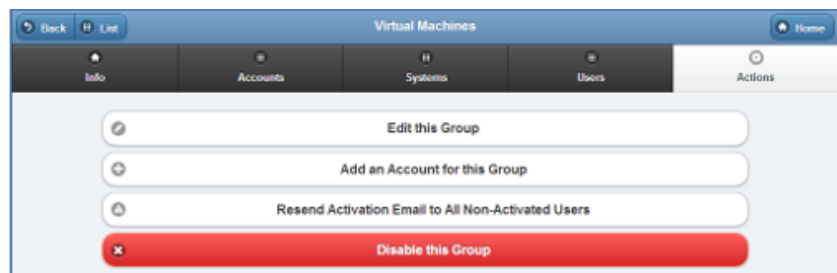 Back List Virtual Machines Home
Info Accounts Systems Users Actions
Edit this Group
Add an Account for this Group
Resend Activation Email to All Non-Activated Users
Disable this Group